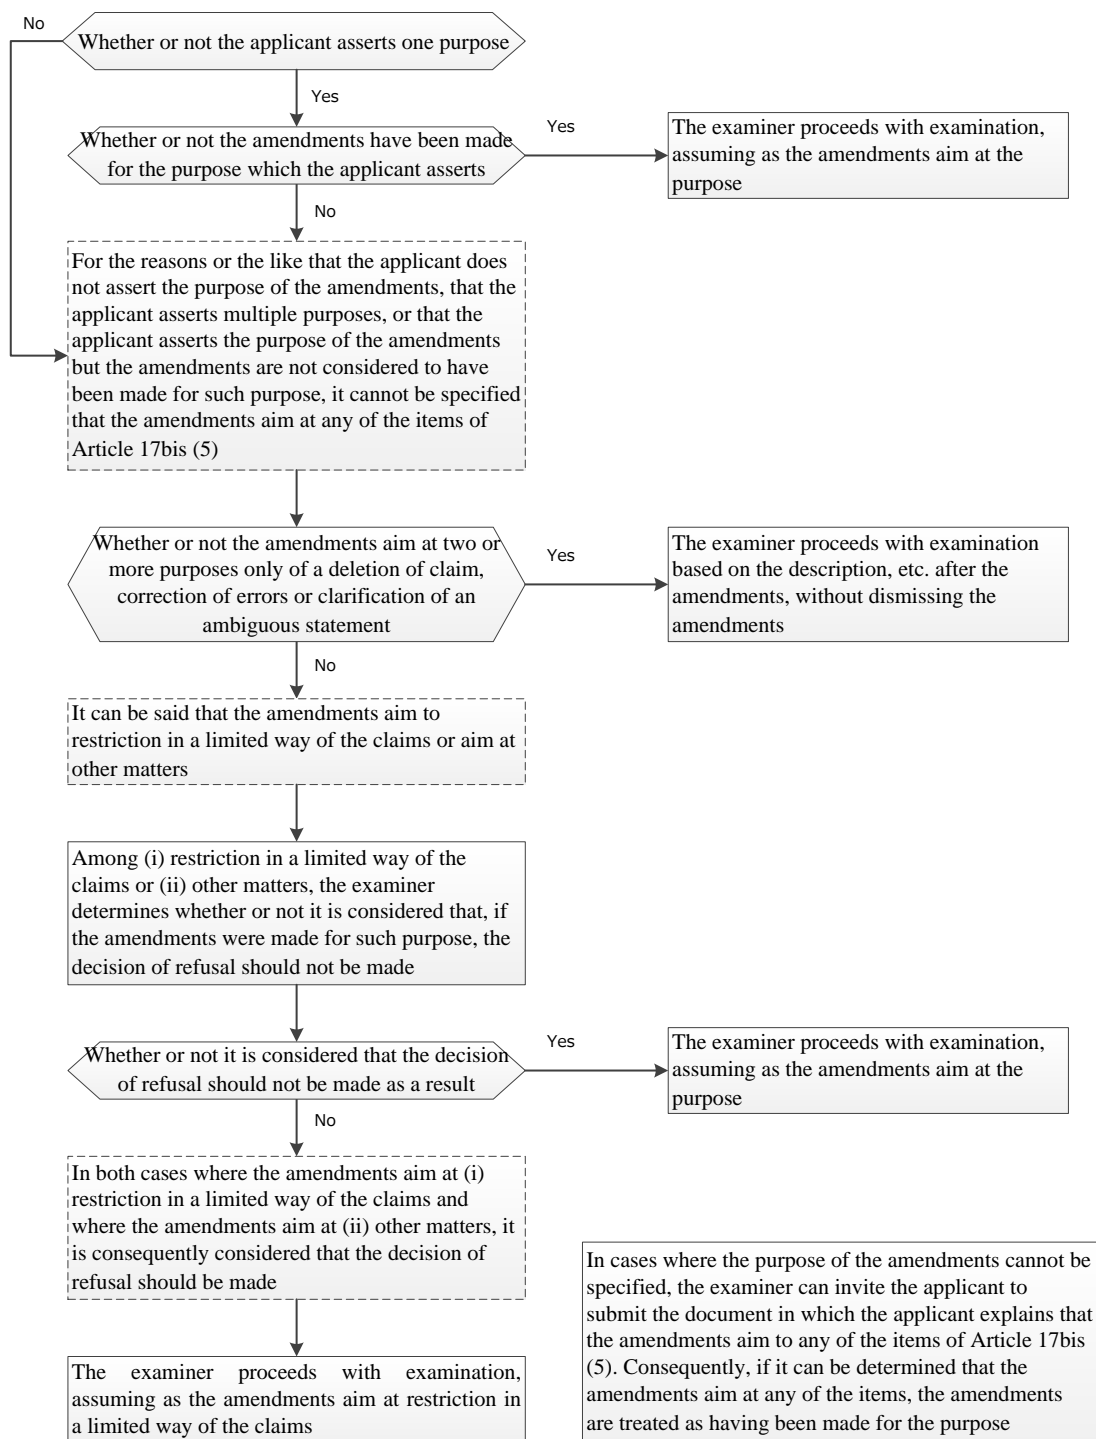 No
Whether or not the applicant asserts one purpose
Yes
Whether or not the amendments have been made
for the purpose which the applicant asserts
Yes
The examiner proceeds with examination,
assuming as the amendments aim at the
purpose
No
For the reasons or the like that the applicant does
not assert the purpose of the amendments, that the
applicant asserts multiple purposes, or that the
applicant asserts the purpose of the amendments
but the amendments are not considered to have
been made for such purpose, it cannot be specified
that the amendments aim at any of the items of
Article 17bis (5)
Whether or not the amendments aim at two or
more purposes only of a deletion of claim,
correction of errors or clarification of an
ambiguous statement
Yes
The examiner proceeds with examination
based on the description, etc. after the
amendments, without dismissing the
amendments
No
It can be said that the amendments aim to
restriction in a limited way of the claims or aim at
other matters
Among (i) restriction in a limited way of the
claims or (ii) other matters, the examiner
determines whether or not it is considered that, if
the amendments were made for such purpose, the
decision of refusal should not be made
Whether or not it is considered that the decision
of refusal should not be made as a result
Yes
The examiner proceeds with examination,
assuming as the amendments aim at the
purpose
No
In both cases where the amendments aim at (i)
restriction in a limited way of the claims and
where the amendments aim at (ii) other matters, it
is consequently considered that the decision of
refusal should be made
The examiner proceeds with examination,
assuming as the amendments aim at restriction in
a limited way of the claims
In cases where the purpose of the amendments cannot be
specified, the examiner can invite the applicant to
submit the document in which the applicant explains that
the amendments aim to any of the items of Article 17bis
(5). Consequently, if it can be determined that the
amendments aim at any of the items, the amendments
are treated as having been made for the purpose